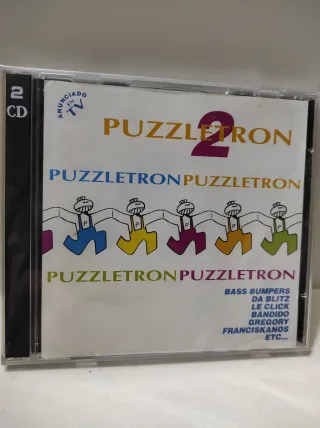 2
CD
ANUNCIADO
EN
TV
2
PUZZLETRON
PUZZLETRON PUZZLETRON
P P P P P
PUZZLETRON PUZZLETRON
BASS BUMPERS
DA BLITZ
LE CLICK
BANDIDO
GREGORY
FRANCISKANOS
ETC...